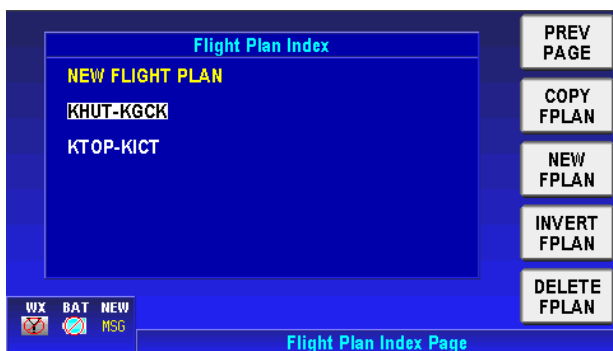 Flight Plan Index
NEW FLIGHT PLAN
KHUT-KGCK
KTOP-KICT
PREV
PAGE
COPY
FPLAN
NEW
FPLAN
INVERT
FPLAN
DELETE
FPLAN
WX BAT NEW
MSG
Flight Plan Index Page